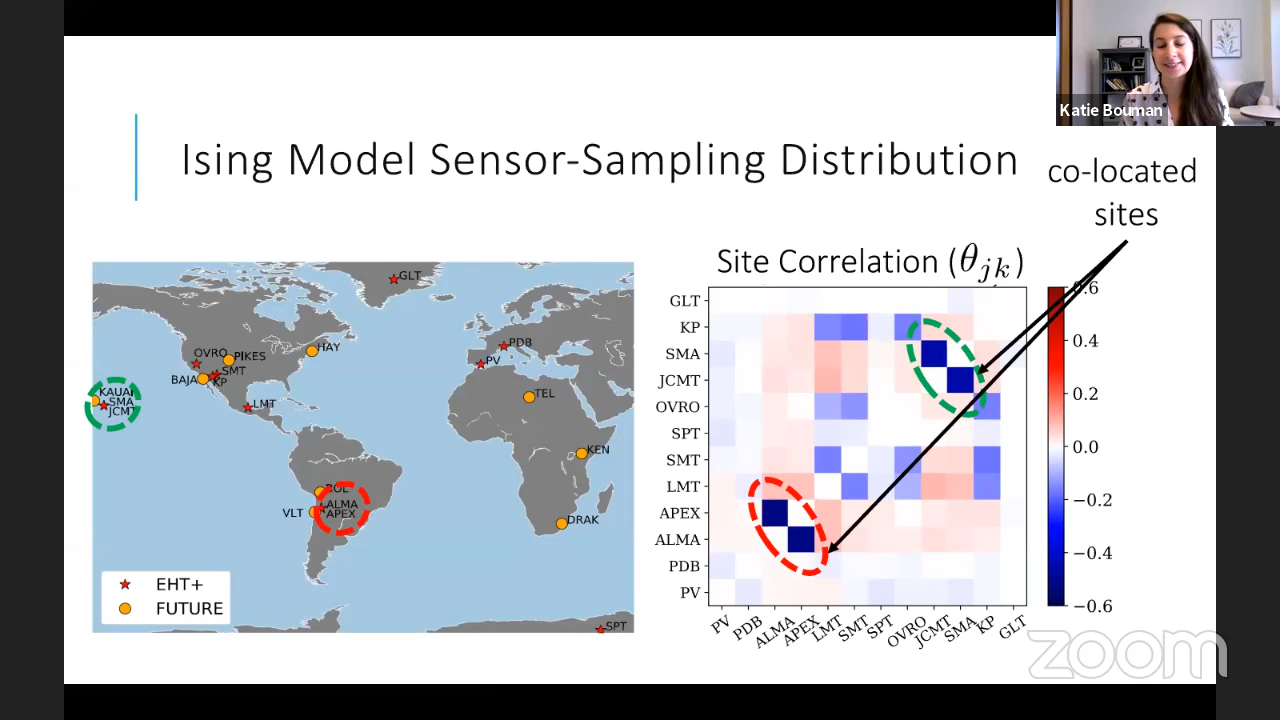 Katie Bouman
Ising Model Sensor-Sampling Distribution
co-located
sites
Site Correlation (θjk)
GLT
OVRO
PIKES
HAY
SMT
BAJA
KP
LMT
KAUAI
SMA
JCMT
PDB
PV
TEL
KEN
BOL
ALMA
VLT
APEX
DRAK
SPT
EHT+
FUTURE
GLT
KP
SMA
JCMT
OVRO
SPT
SMT
LMT
APEX
ALMA
PDB
PV
PV PDB ALMA APEX LMT SMT SPT OVRO JCMT SMA KP GLT
0.6
0.4
0.2
0.0
−0.2
−0.4
−0.6
zoom